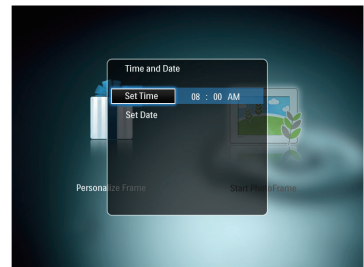 Time and Date
Set Time 08 : 00 AM
Set Date
Personalize Frame
Start PhotoFrame